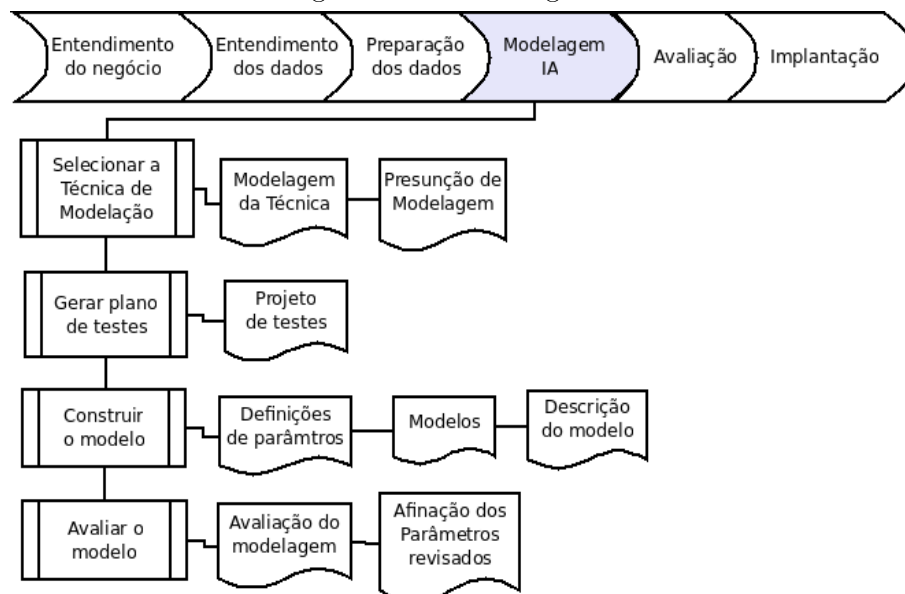 Entendimento
do negócio
Entendimento
dos dados
Preparação
dos dados
Modelagem
IA
Avaliação
Implantação
Selecionar a
Técnica de
Modelação
Modelagem
da Técnica
Presunção de
Modelagem
Gerar plano
de testes
Projeto
de testes
Construir
o modelo
Definições
de parâmtros
Modelos
Descrição
do modelo
Avaliar o
modelo
Avaliação do
modelagem
Afinação dos
Parâmetros
revisados